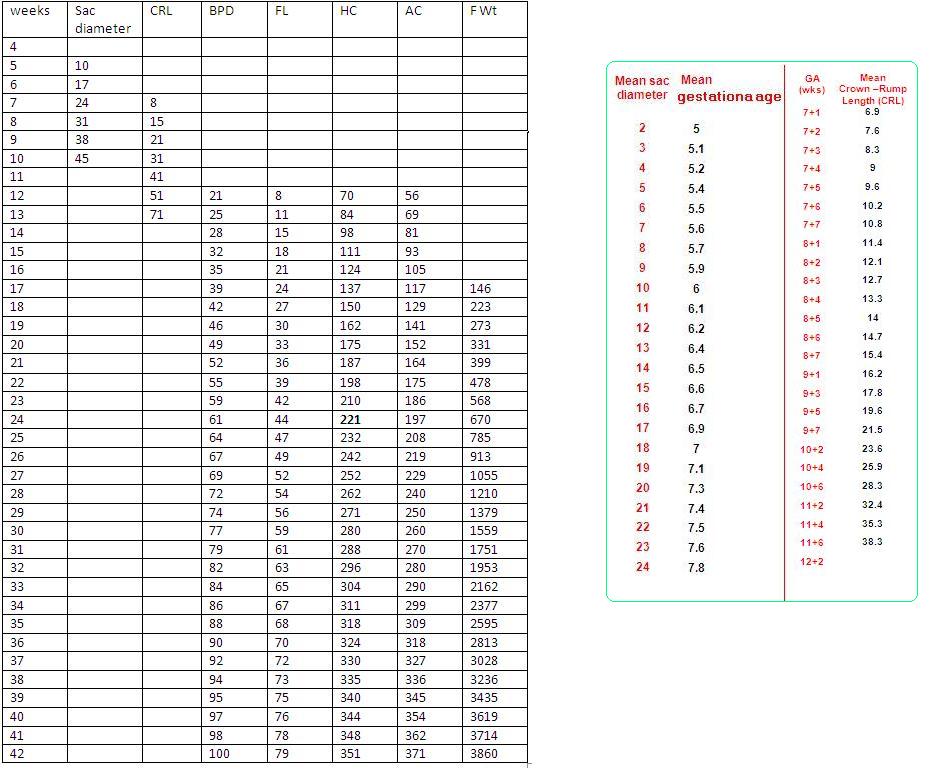 weeks Sac diameter CRL BPD FL HC AC F Wt
4
5 10
6 17
7 24 8
8 31 15
9 38 21
10 45 31
11 41
12 51 21 8 70 56
13 71 25 11 84 69
14 28 15 98 81
15 32 18 111 93
16 35 21 124 105
17 39 24 137 117 146
18 42 27 150 129 223
19 46 30 162 141 273
20 49 33 175 152 331
21 52 36 187 164 399
22 55 39 198 175 478
23 59 42 210 186 568
24 61 44 221 197 670
25 64 47 232 208 785
26 67 49 242 219 913
27 69 52 252 229 1055
28 72 54 262 240 1210
29 74 56 271 250 1379
30 77 59 280 260 1559
31 79 61 288 270 1751
32 82 63 296 280 1953
33 84 65 304 290 2162
34 86 67 311 299 2377
35 88 68 318 309 2595
36 90 70 324 318 2813
37 92 72 330 327 3028
38 94 73 335 336 3236
39 95 75 340 345 3435
40 97 76 344 354 3619
41 98 78 348 362 3714
42 100 79 351 371 3860
Mean sac Mean
diameter gestationa age
2 5
3 5.1
4 5.2
5 5.4
6 5.5
7 5.6
8 5.7
9 5.9
10 6
11 6.1
12 6.2
13 6.4
14 6.5
15 6.6
16 6.7
17 6.9
18 7
19 7.1
20 7.3
21 7.4
22 7.5
23 7.6
24 7.8
GA Mean
(wks) Crown –Rump
Length (CRL)
7+1 6.9
7+2 7.6
7+3 8.3
7+4 9
7+5 9.6
7+6 10.2
7+7 10.8
8+1 11.4
8+2 12.1
8+3 12.7
8+4 13.3
8+5 14
8+6 14.7
8+7 15.4
9+1 16.2
9+3 17.8
9+5 19.6
9+7 21.5
10+2 23.6
10+4 25.9
10+6 28.3
11+2 32.4
11+4 35.3
11+6 38.3
12+2